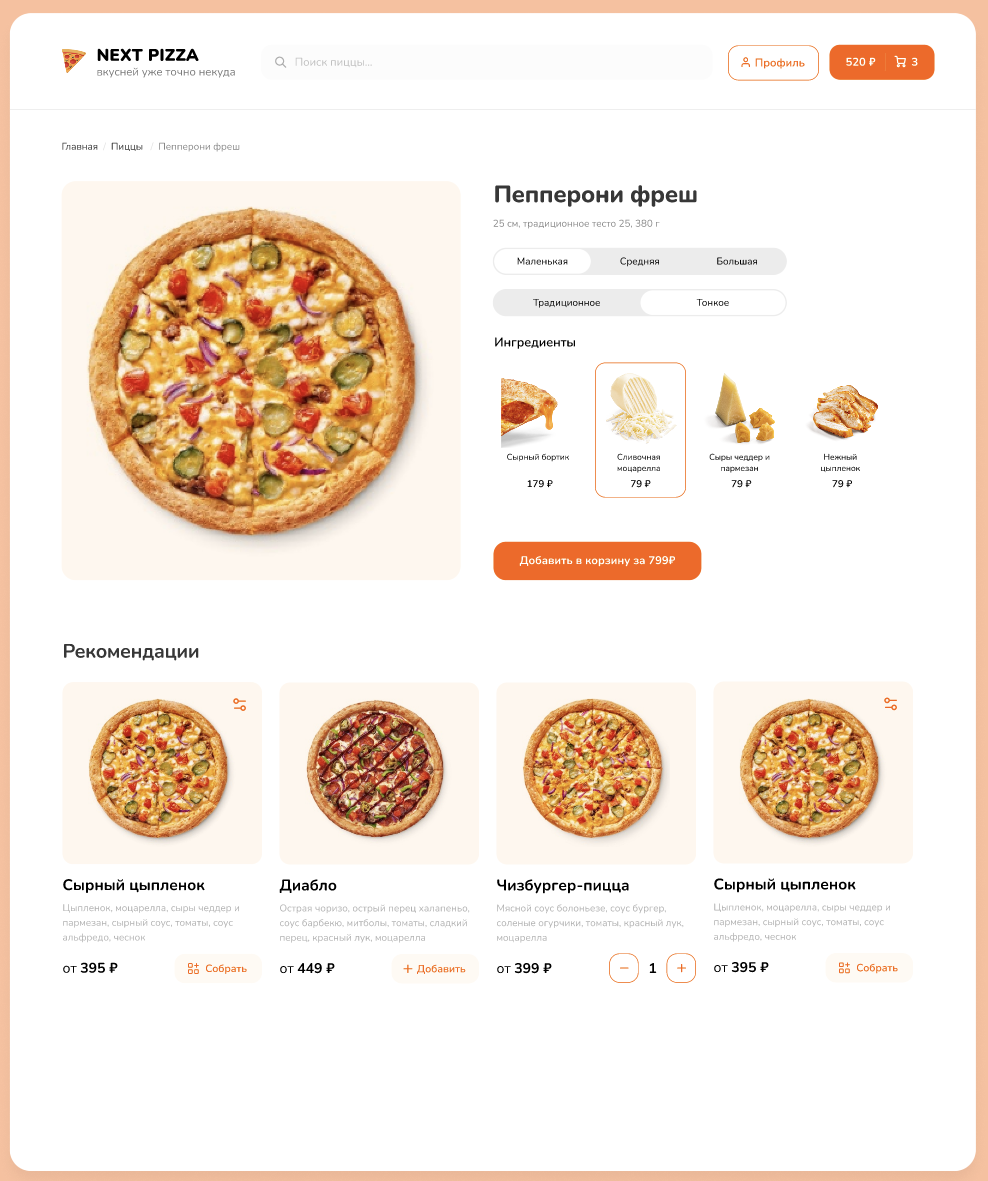 NEXT PIZZA
вкусней уже точно некуда
Поиск пиццы...
Профиль
520 ₽
3
Главная / Пиццы / Пепперони фреш
Пепперони фреш
25 см, традиционное тесто 25, 380 г
Маленькая
Средняя
Большая
Традиционное
Тонкое
Ингредиенты
Сырный бортик
179 ₽
Сливочная
моцарелла
79 ₽
Сыры чеддер и
пармезан
79 ₽
Нежный
цыпленок
79 ₽
Добавить в корзину за 799₽
Рекомендации
Сырный цыпленок
Цыпленок, моцарелла, сыры чеддер и
пармезан, сырный соус, томаты, соус
альфредо, чеснок
от 395 ₽
Собрать
Диабло
Острая чоризо, острый перец халапеньо,
соус барбекю, митболы, томаты, сладкий
перец, красный лук, моцарелла
от 449 ₽
+ Добавить
Чизбургер-пицца
Мясной соус болоньезе, соус бургер,
соленые огурчики, томаты, красный лук,
моцарелла
от 399 ₽
− 1 +
Сырный цыпленок
Цыпленок, моцарелла, сыры чеддер и
пармезан, сырный соус, томаты, соус
альфредо, чеснок
от 395 ₽
Собрать